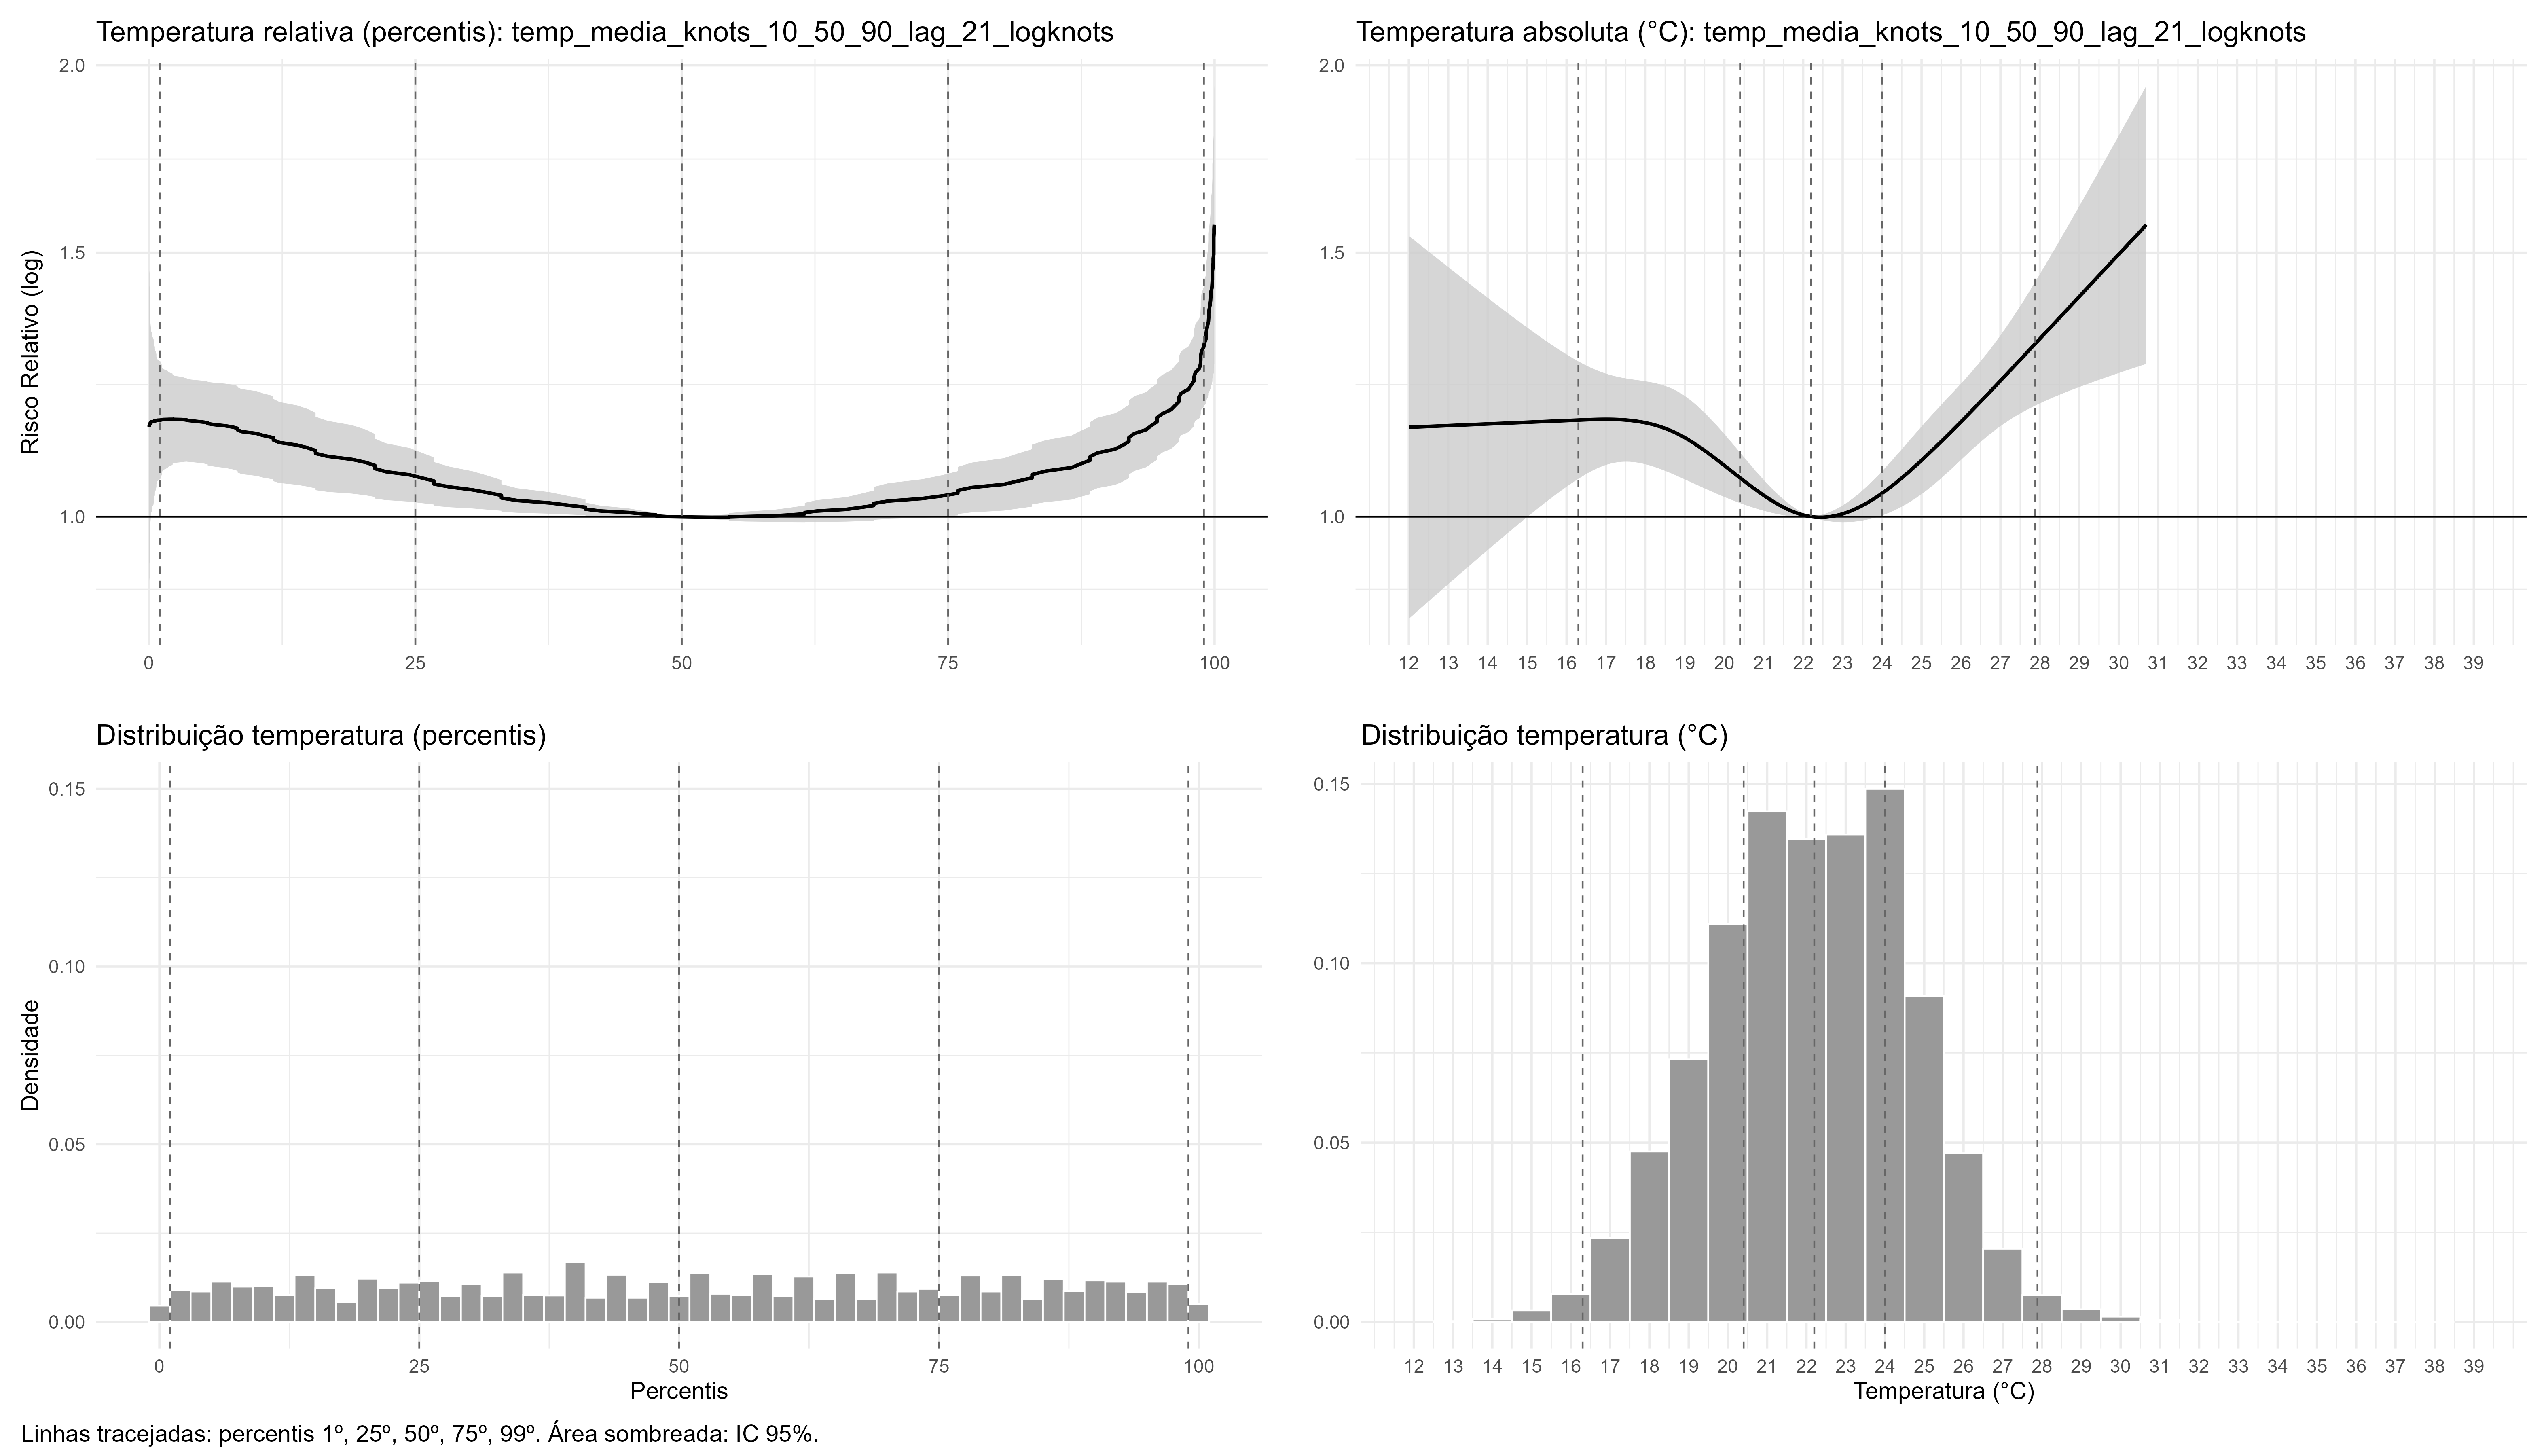 Temperatura relativa (percentis): temp_media_knots_10_50_90_lag_21_logknots
Risco Relativo (log)
2.0
1.5
1.0
0 25 50 75 100
Temperatura absoluta (°C): temp_media_knots_10_50_90_lag_21_logknots
2.0
1.5
1.0
12 13 14 15 16 17 18 19 20 21 22 23 24 25 26 27 28 29 30 31 32 33 34 35 36 37 38 39
Distribuição temperatura (percentis)
Densidade
0.15
0.10
0.05
0.00
0 25 50 75 100
Percentis
Distribuição temperatura (°C)
0.15
0.10
0.05
0.00
12 13 14 15 16 17 18 19 20 21 22 23 24 25 26 27 28 29 30 31 32 33 34 35 36 37 38 39
Temperatura (°C)
Linhas tracejadas: percentis 1º, 25º, 50º, 75º, 99º. Área sombreada: IC 95%.